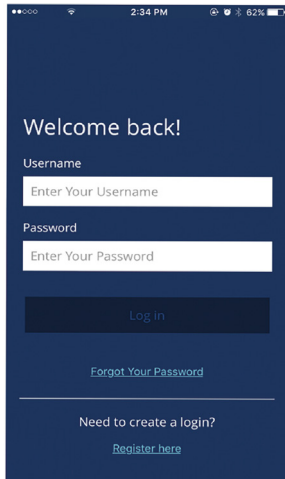 2:34 PM 62%
Welcome back!
Username
Enter Your Username
Password
Enter Your Password
Log in
Forgot Your Password
Need to create a login?
Register here